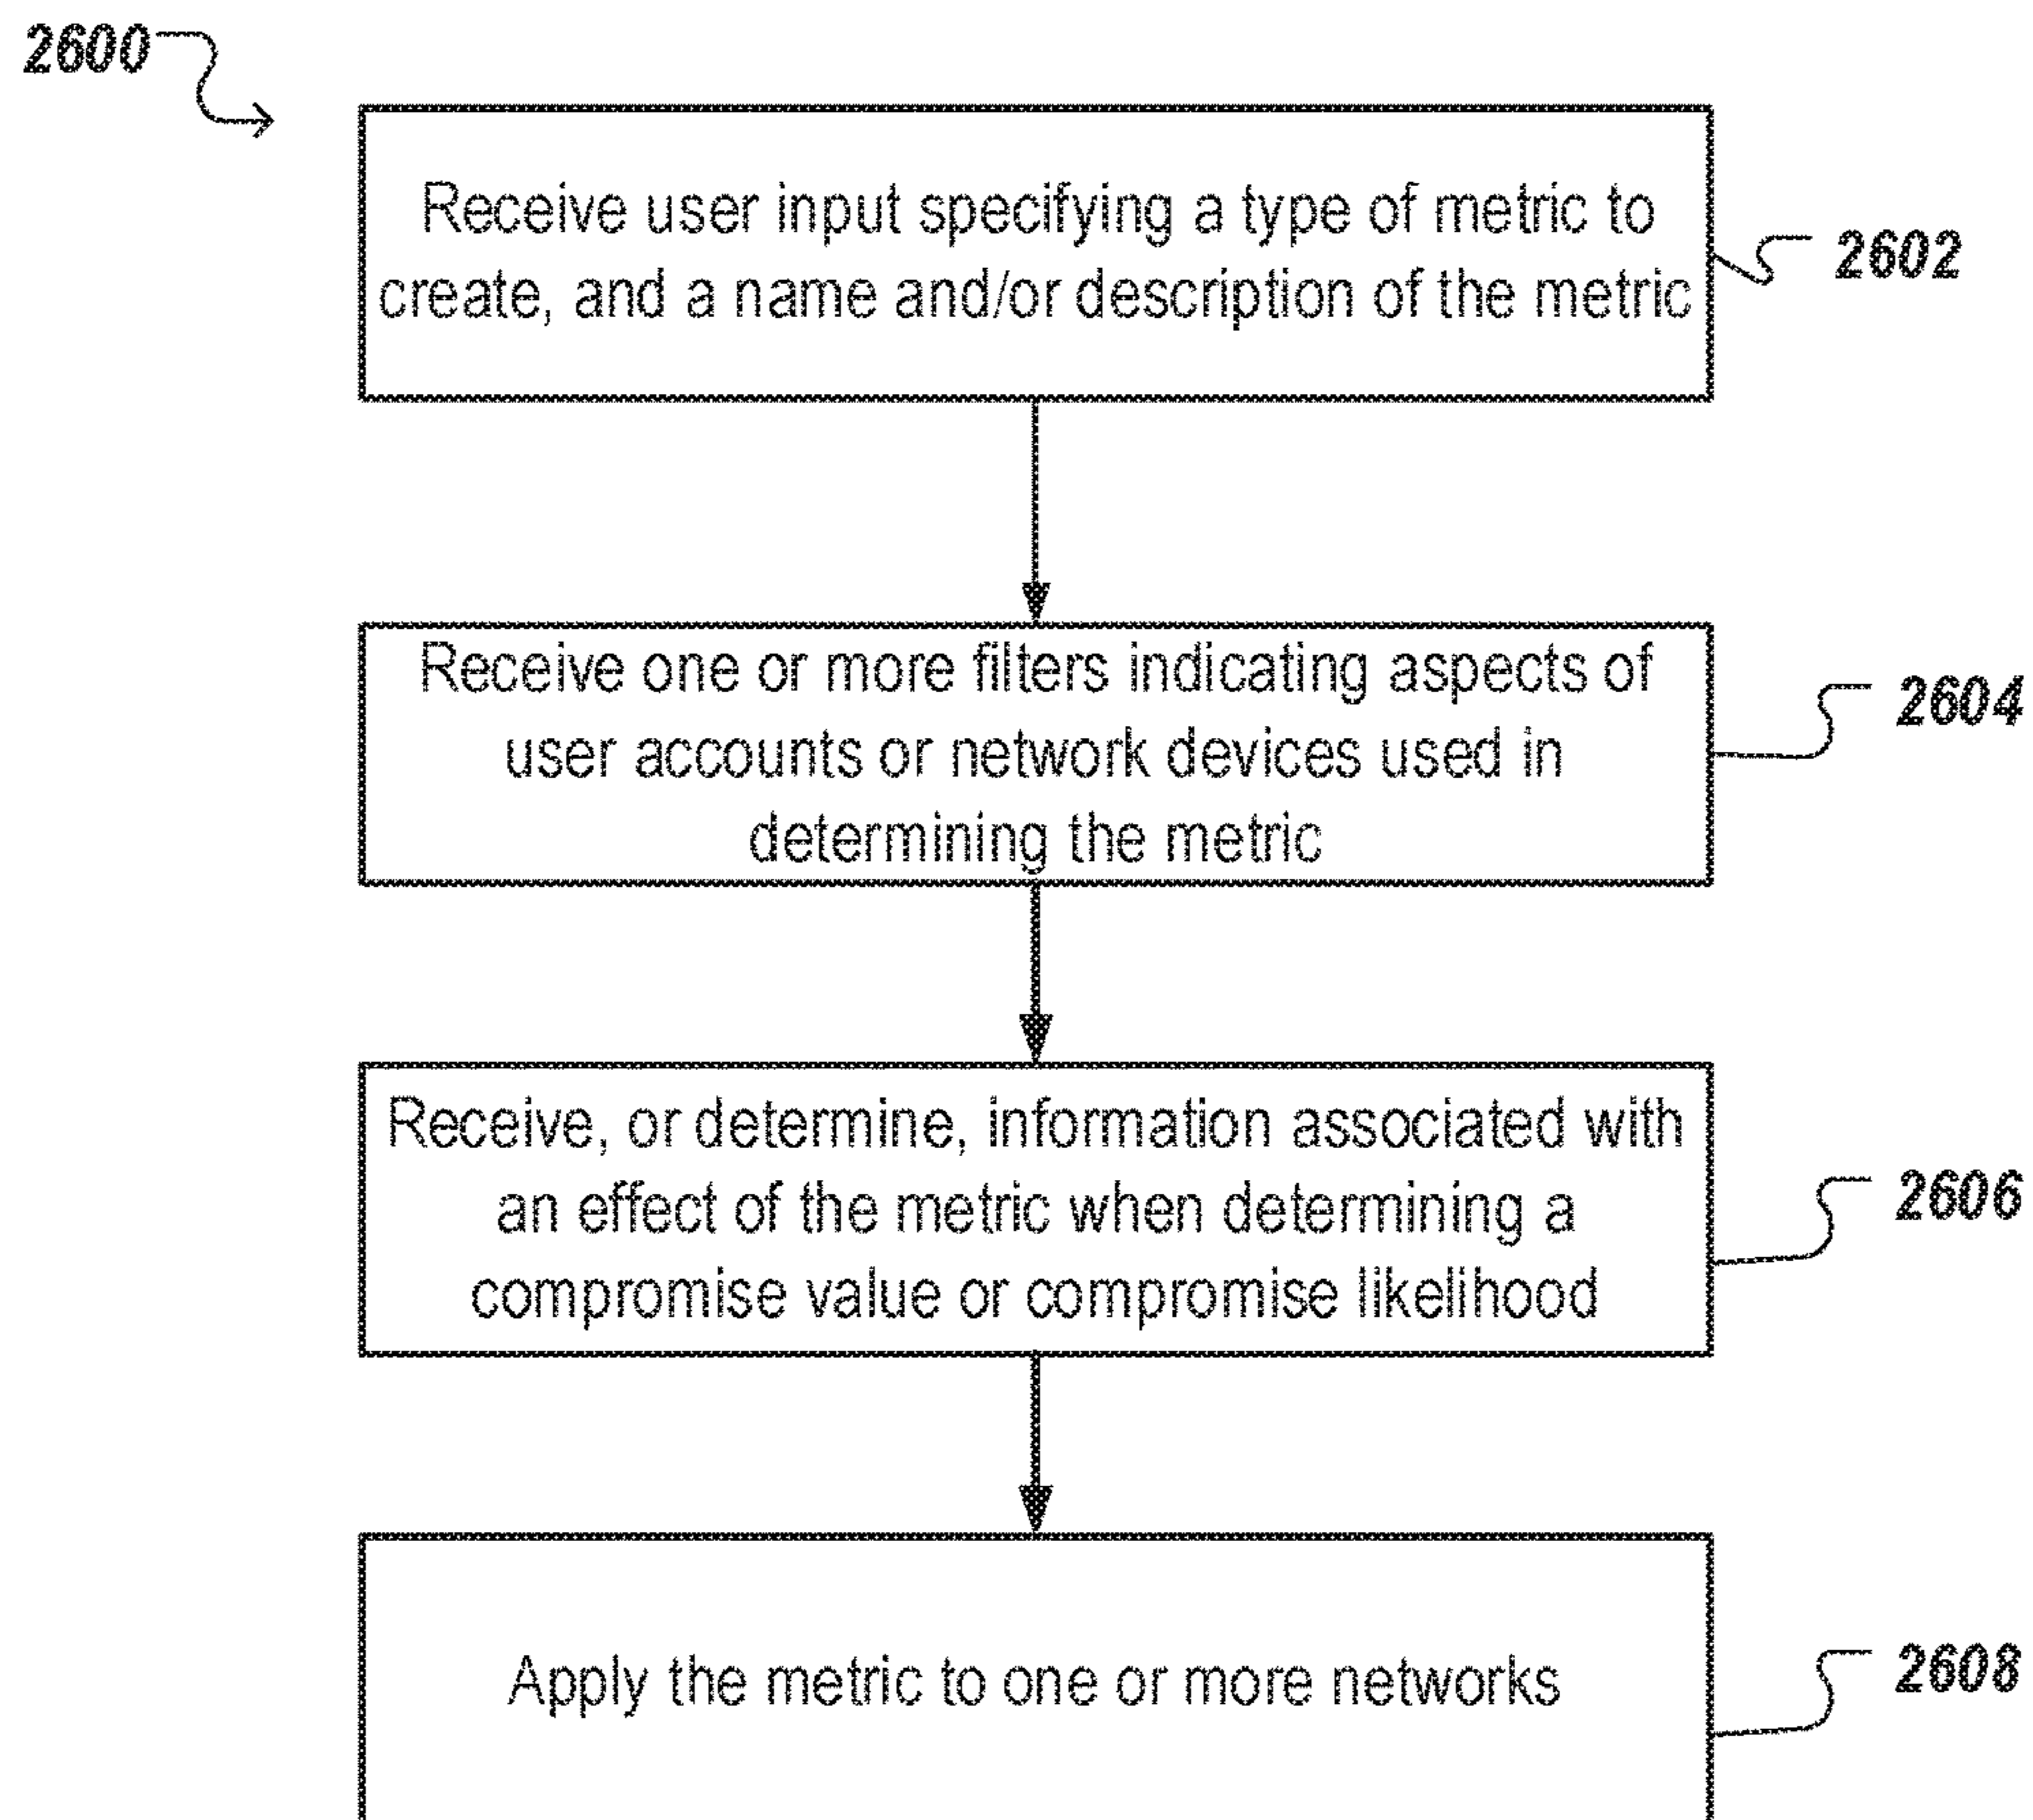 2600
Receive user input specifying a type of metric to
create, and a name and/or description of the metric
2602
Receive one or more filters indicating aspects of
user accounts or network devices used in
determining the metric
2604
Receive, or determine, information associated with
an effect of the metric when determining a
compromise value or compromise likelihood
2606
Apply the metric to one or more networks
2608